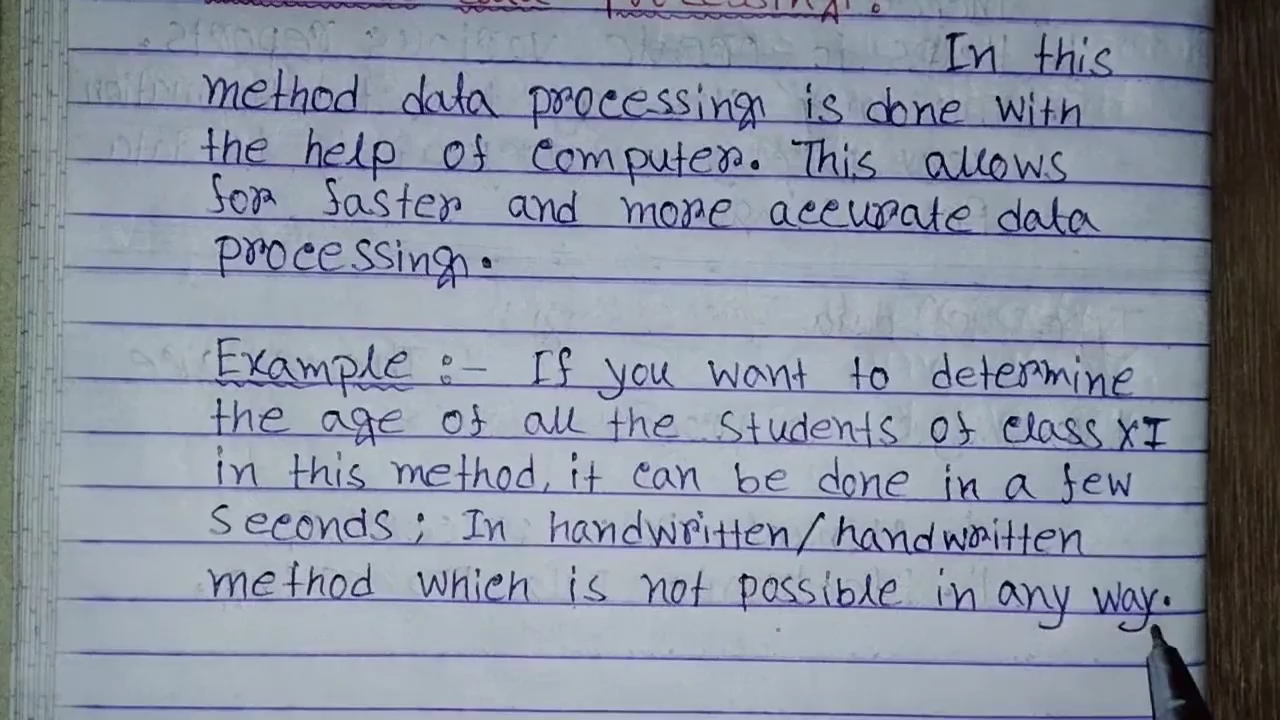 In this
method data processing is done with
the help of computer. This allows
for faster and more accurate data
processing.
Example :- If you want to determine
the age of all the students of class XI
in this method, it can be done in a few
seconds; In handwritten/handwritten
method which is not possible in any way.